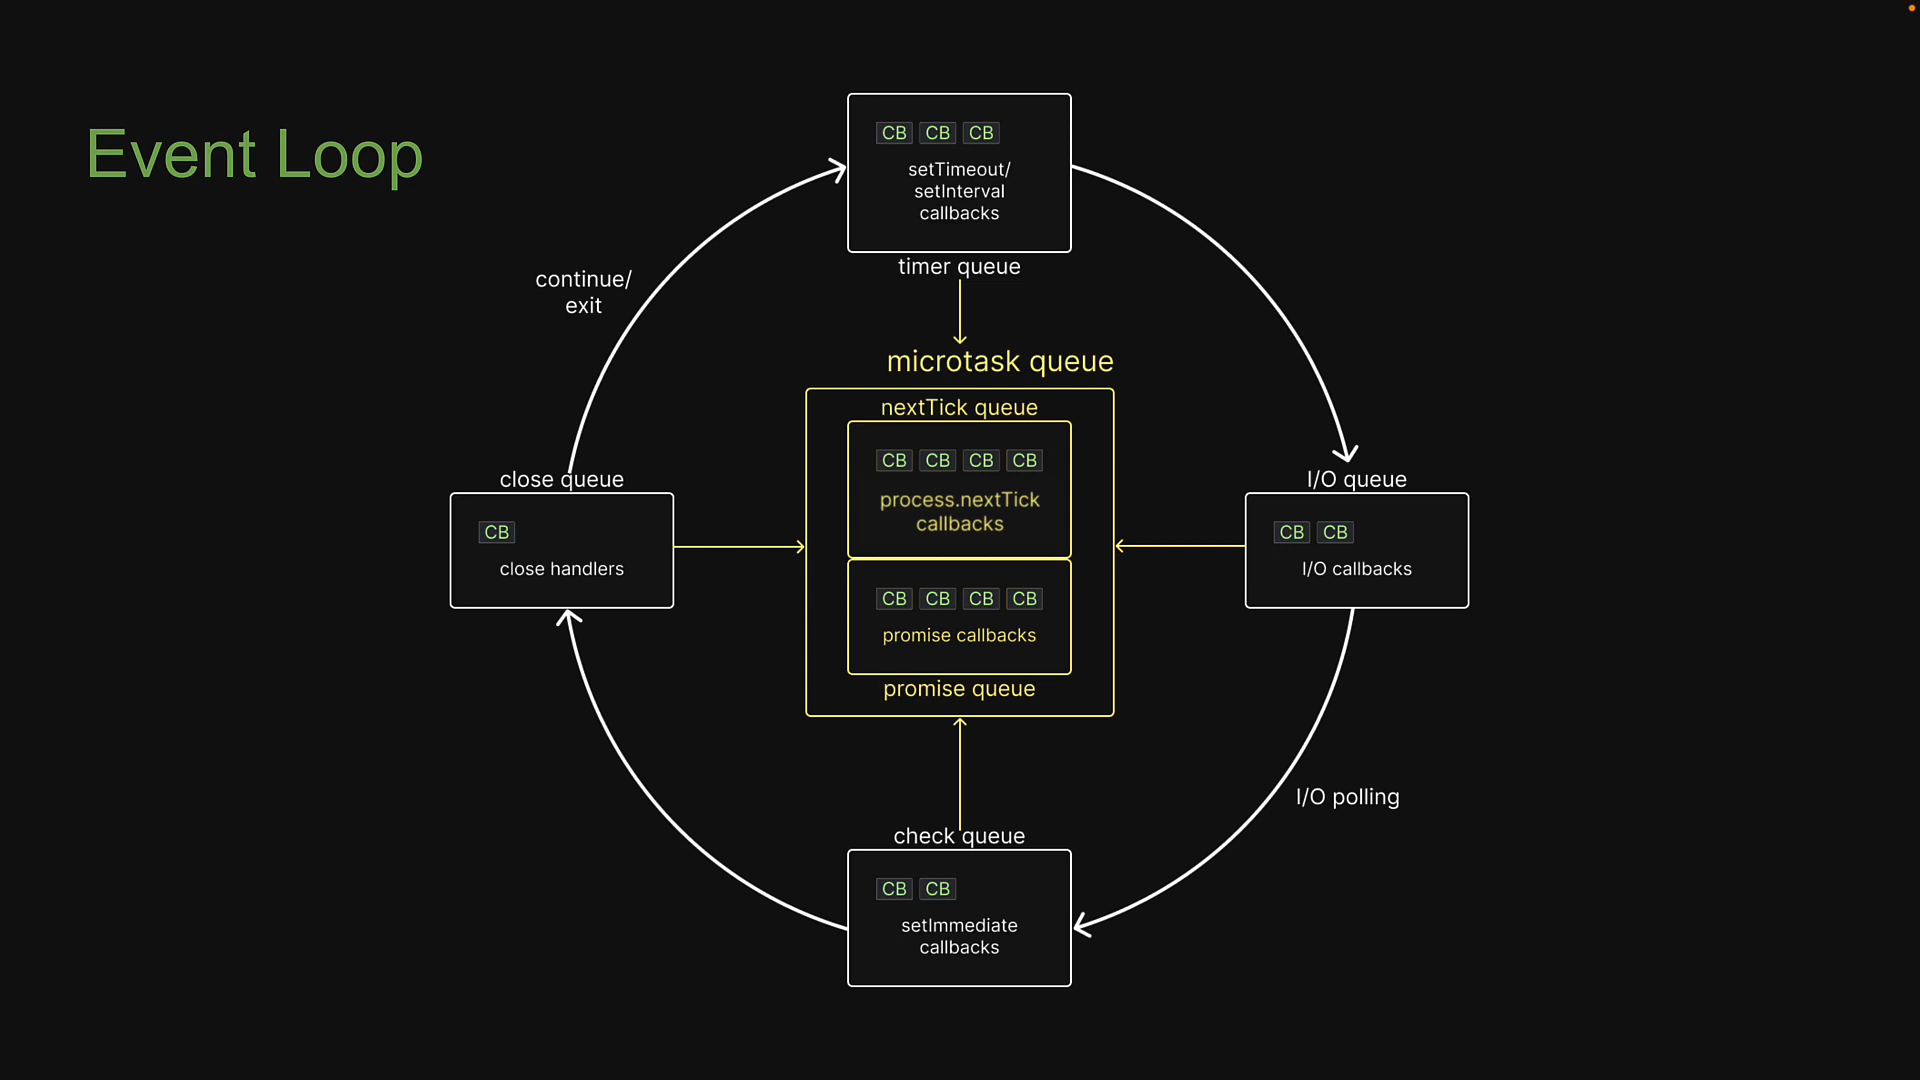 Event Loop
CB CB CB
setTimeout/
setInterval
callbacks
timer queue
continue/
exit
microtask queue
nextTick queue
CB CB CB CB
process.nextTick
callbacks
CB CB CB CB
promise callbacks
promise queue
close queue
CB
close handlers
I/O queue
CB CB
I/O callbacks
I/O polling
check queue
CB CB
setImmediate
callbacks